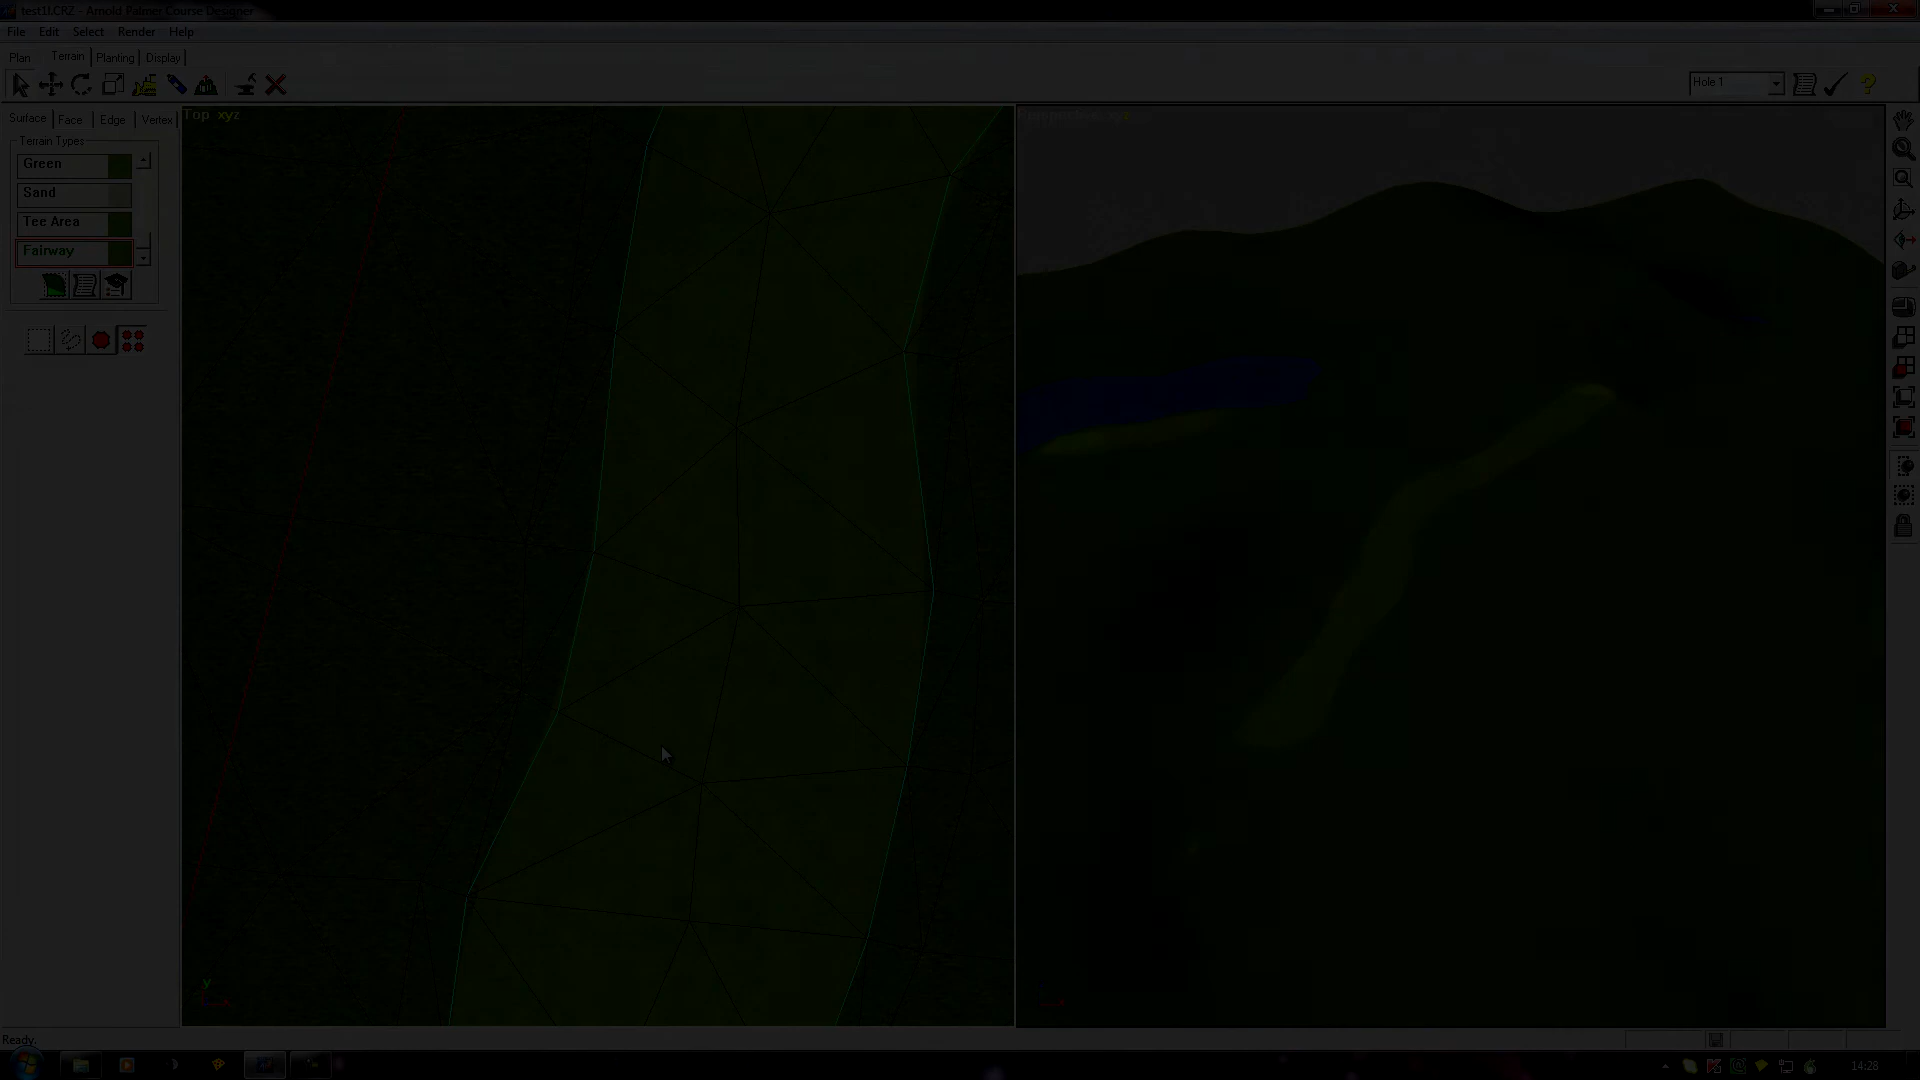 test1J.CRZ - Arnold Palmer Course Designer
File Edit Select Render Help
Plan Terrain Planting Display
Hole 1
Surface Face Edge Vertex
Terrain Types
Green
Sand
Tee Area
Fairway
Top xyz
y
Ready.
14:28